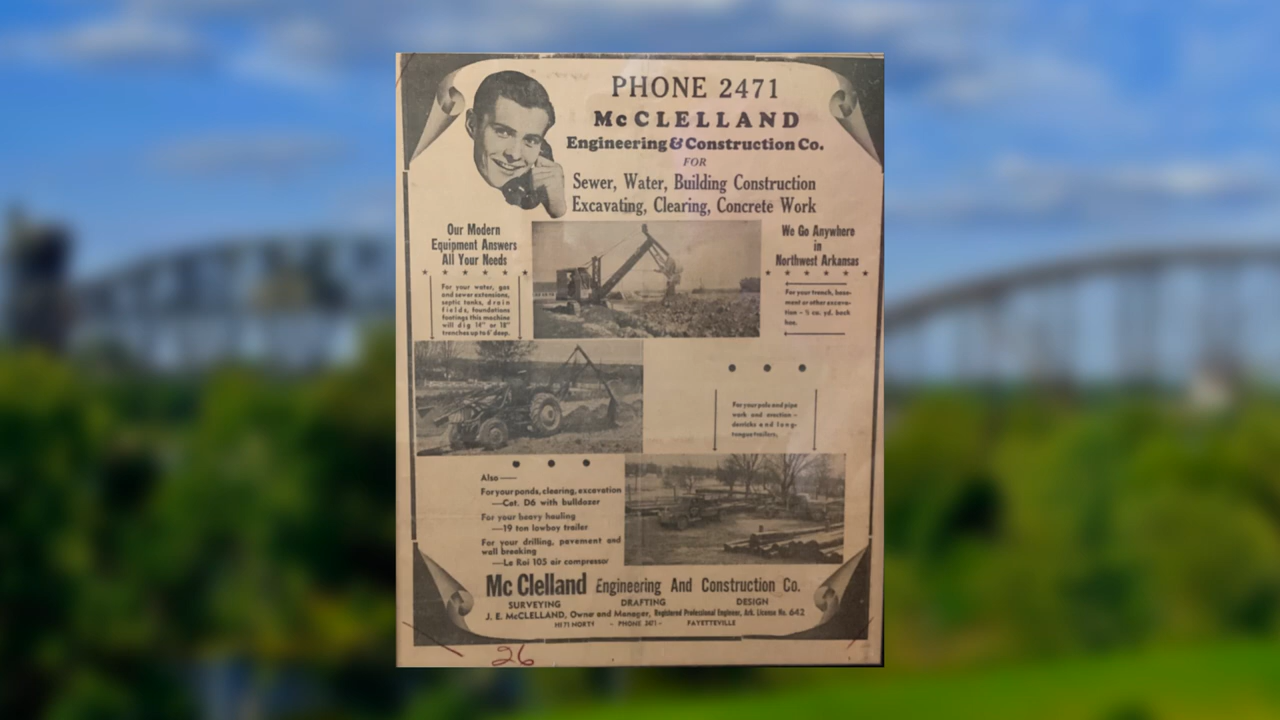 PHONE 2471
McCLELLAND
Engineering & Construction Co.
FOR
Sewer, Water, Building Construction
Excavating, Clearing, Concrete Work
Our Modern
Equipment Answers
All Your Needs
For your water, gas
and sewer extensions,
septic tanks, drain
fields, foundations
footings this machine
will dig 14" or 18"
trenches up to 6' deep.
We Go Anywhere
in
Northwest Arkansas
For your trench, base-
ment or other excava-
tion - ½ cu. yd. back
hoe.
For your pole and pipe
work and erection -
derricks and long-
tongue trailers.
Also —
For your ponds, clearing, excavation
—Cat. D6 with bulldozer
For your heavy hauling
—19 ton lowboy trailer
For your drilling, pavement and
wall breaking
—Le Roi 105 air compressor
Mc Clelland Engineering And Construction Co.
SURVEYING DRAFTING DESIGN
J. E. McCLELLAND, Owner and Manager, Registered Professional Engineer, Ark. License No. 642
HI 71 NORTY - PHONE 2471 - FAYETTEVILLE
26